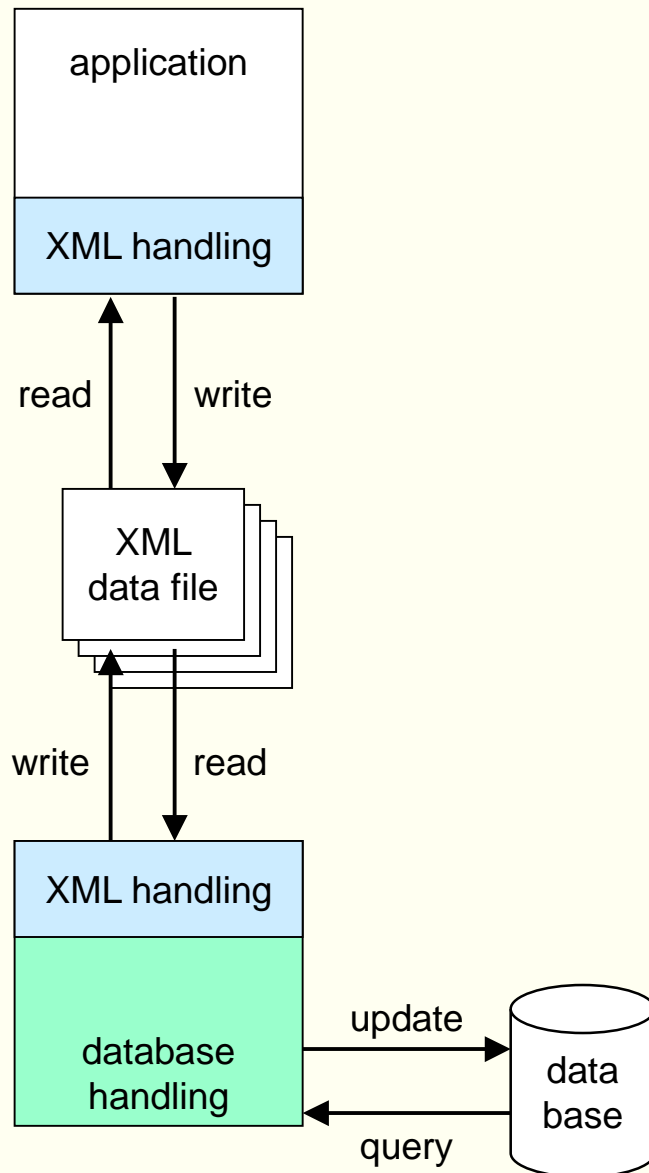 application
XML handling
read
write
XML
data file
write
read
XML handling
database
handling
update
query
data
base